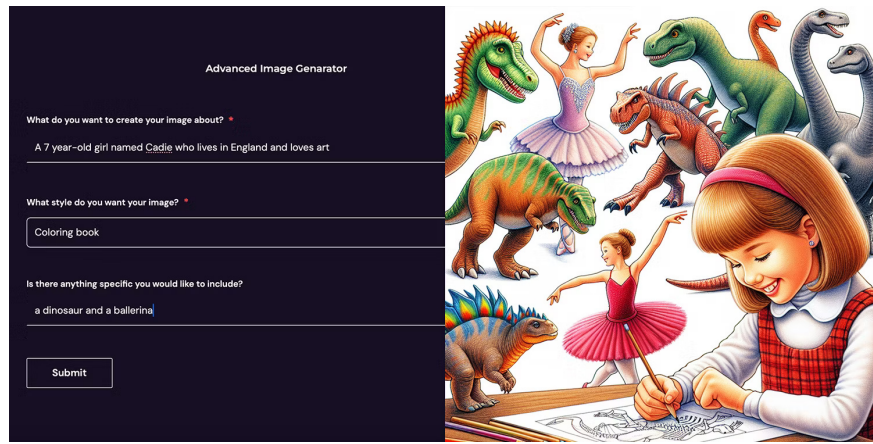 Advanced Image Genarator
What do you want to create your image about? *
A 7 year-old girl named Cadie who lives in England and loves art
What style do you want your image? *
Coloring book
Is there anything specific you would like to include?
a dinosaur and a ballerina
Submit